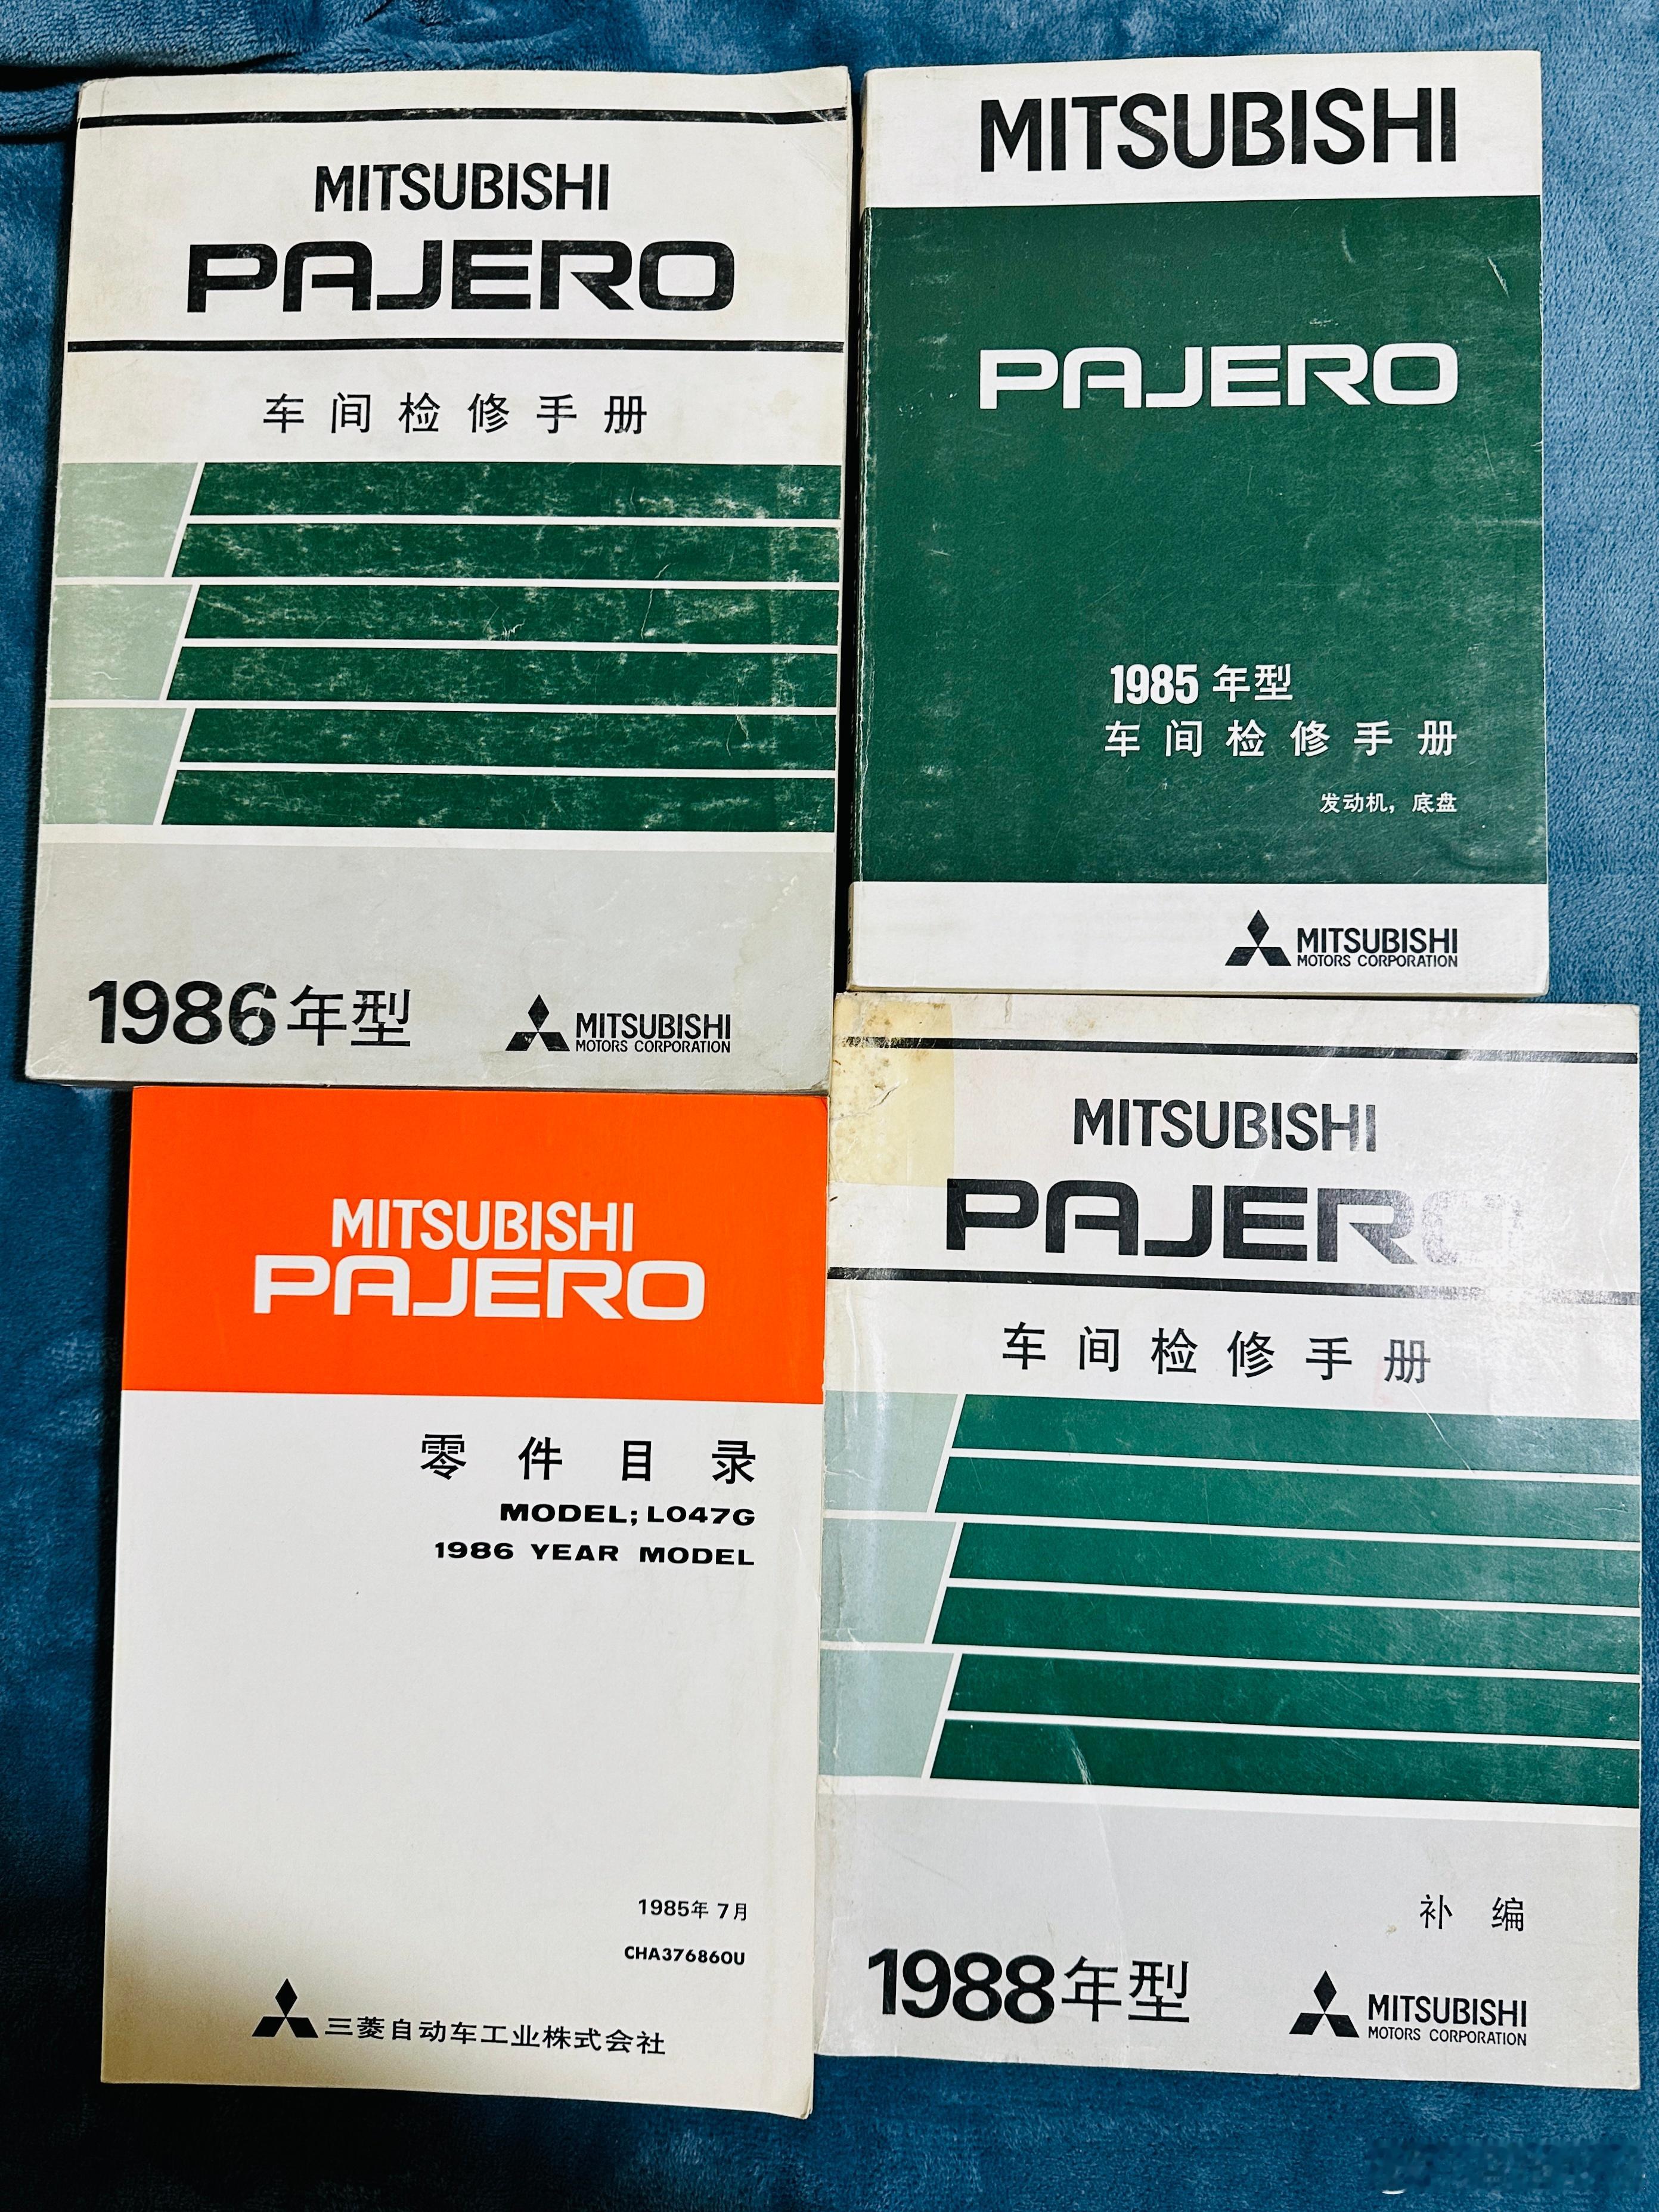 MITSUBISHI
PAJERO
车间检修手册
1986年型
MITSUBISHI
MOTORS CORPORATION
MITSUBISHI
PAJERO
1985年型
车间检修手册
发动机，底盘
MITSUBISHI
MOTORS CORPORATION
MITSUBISHI
PAJERO
零件目录
MODEL; L047G
1986 YEAR MODEL
1985年7月
CHA376860U
三菱自动车工业株式会社
MITSUBISHI
PAJERO
车间检修手册
补编
1988年型
MITSUBISHI
MOTORS CORPORATION